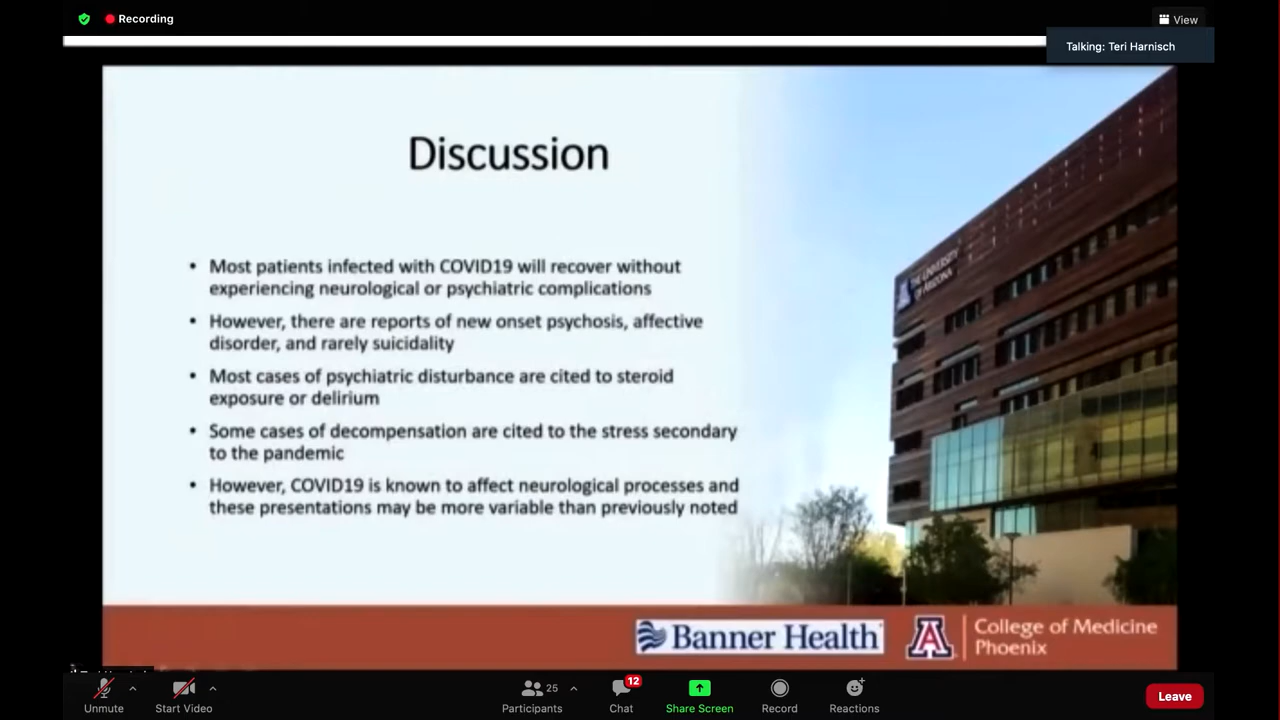 Recording
View
Talking: Teri Harnisch
Discussion
• Most patients infected with COVID19 will recover without
experiencing neurological or psychiatric complications
• However, there are reports of new onset psychosis, affective
disorder, and rarely suicidality
• Most cases of psychiatric disturbance are cited to steroid
exposure or delirium
• Some cases of decompensation are cited to the stress secondary
to the pandemic
• However, COVID19 is known to affect neurological processes and
these presentations may be more variable than previously noted
THE UNIVERSITY
OF ARIZONA
Banner Health
A
College of Medicine
Phoenix
Unmute
Start Video
25
Participants
12
Chat
Share Screen
Record
Reactions
Leave